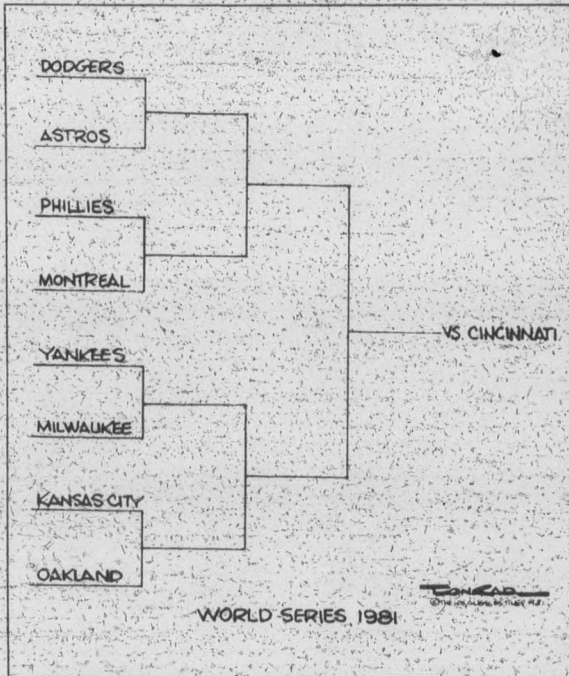 DODGERS
ASTROS
PHILLIES
MONTREAL
YANKEES
VS. CINCINNATI
MILWAUKEE
KANSAS CITY
OAKLAND
CONRAD
WORLD SERIES 1981